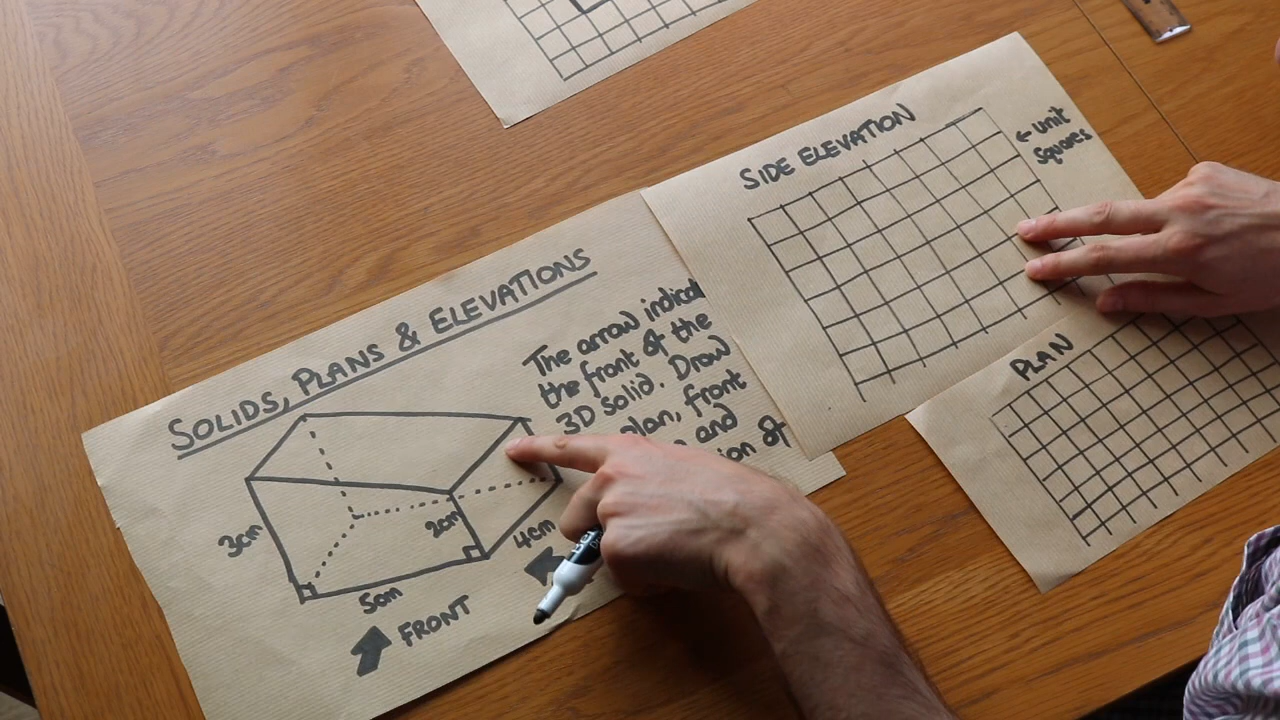 SOLIDS, PLANS & ELEVATIONS
The arrow indicat
the front of the
3D solid. Draw
plan, front
and
ion of
3cm
2cm
4cm
5cm
FRONT
SIDE ELEVATION
← unit
squares
PLAN